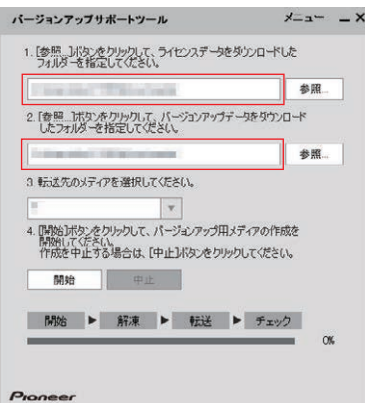 バージョンアップサポートツール
メニュー
1. [参照...]ボタンをクリックして、ライセンスデータをダウンロードした
フォルダーを指定してください。
参照...
2. [参照...]ボタンをクリックして、バージョンアップデータをダウンロード
したフォルダーを指定してください。
参照...
3. 転送先のメディアを選択してください。
4. [開始]ボタンをクリックして、バージョンアップ用メディアの作成を
開始してください。
作成を中止する場合は、[中止]ボタンをクリックしてください。
開始 中止
開始 ▶ 解凍 ▶ 転送 ▶ チェック
0%
Pioneer